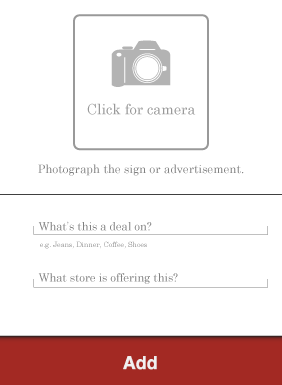 Click for camera
Photograph the sign or advertisement.
What's this a deal on?
e.g. Jeans, Dinner, Coffee, Shoes
What store is offering this?
Add